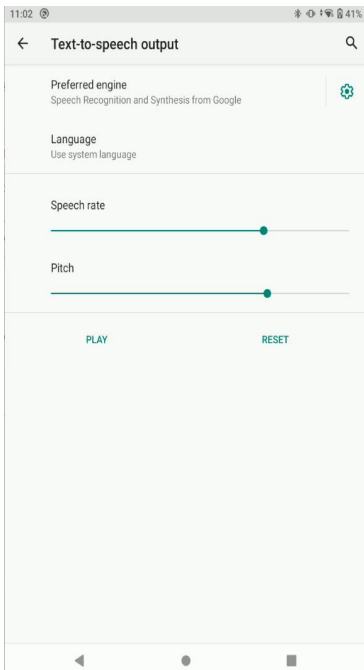 11:02 41%
Text-to-speech output
Preferred engine
Speech Recognition and Synthesis from Google
Language
Use system language
Speech rate
Pitch
PLAY RESET